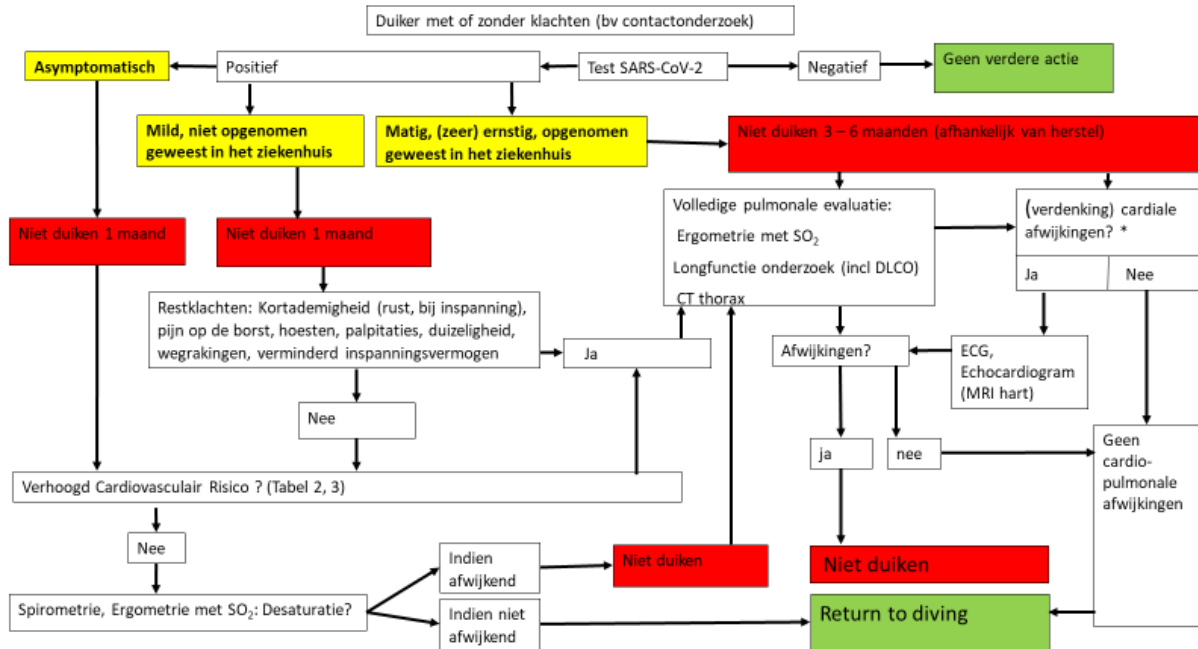 Duiker met of zonder klachten (bv contactonderzoek)
Asymptomatisch
Positief
Test SARS-CoV-2
Negatief
Geen verdere actie
Mild, niet opgenomen
geweest in het ziekenhuis
Matig, (zeer) ernstig, opgenomen
geweest in het ziekenhuis
Niet duiken 3 – 6 maanden (afhankelijk van herstel)
Niet duiken 1 maand
Niet duiken 1 maand
Volledige pulmonale evaluatie:
Ergometrie met SO₂
Longfunctie onderzoek (incl DLCO)
CT thorax
(verdenking) cardiale
afwijkingen? *
Ja
Nee
Restklachten: Kortademigheid (rust, bij inspanning),
pijn op de borst, hoesten, palpitaties, duizeligheid,
wegrakingen, verminderd inspanningsvermogen
Ja
Afwijkingen?
ECG,
Echocardiogram
(MRI hart)
Nee
ja
nee
Geen
cardio-
pulmonale
afwijkingen
Verhoogd Cardiovasculair Risico ? (Tabel 2, 3)
Nee
Indien
afwijkend
Niet duiken
Niet duiken
Spirometrie, Ergometrie met SO₂: Desaturatie?
Indien niet
afwijkend
Return to diving